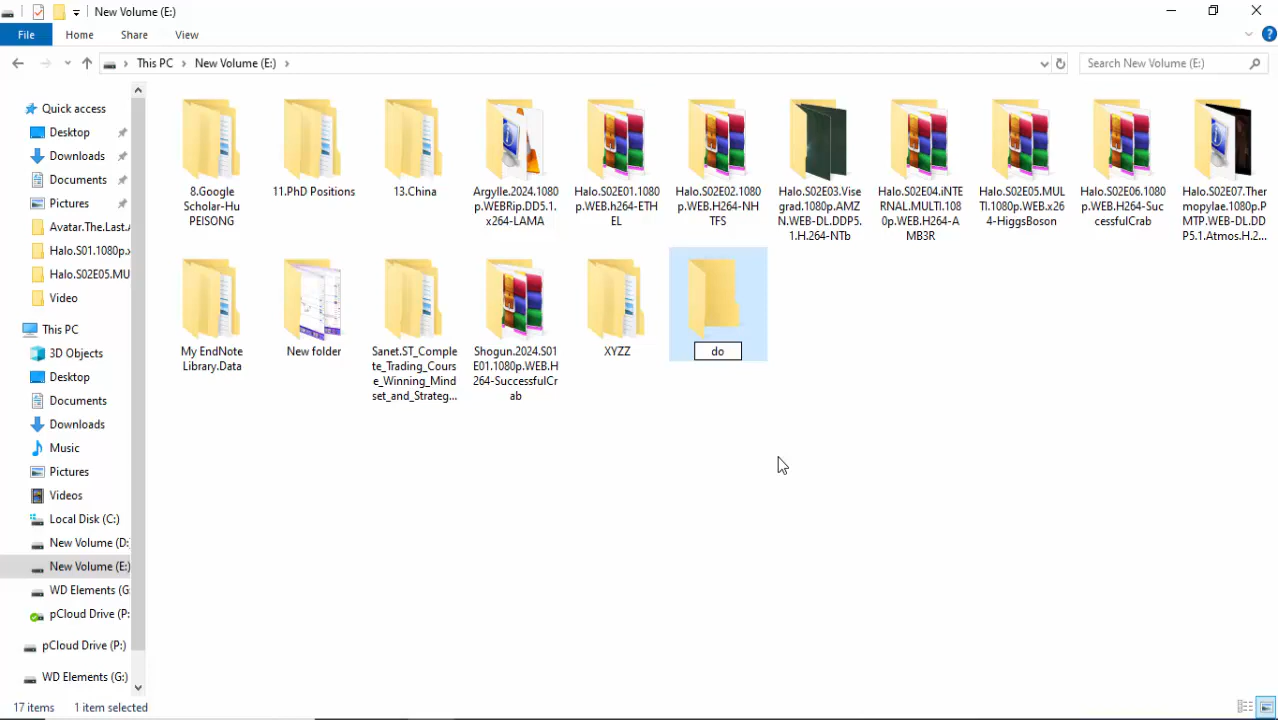 New Volume (E:)
File
Home
Share
View
This PC
New Volume (E:)
Search New Volume (E:)
Quick access
Desktop
Downloads
Documents
Pictures
Avatar.The.Last.
Halo.S01.1080p.x
Halo.S02E05.MU
Video
This PC
3D Objects
Desktop
Documents
Downloads
Music
Pictures
Videos
Local Disk (C:)
New Volume (D:
New Volume (E:)
WD Elements (G
pCloud Drive (P:
pCloud Drive (P:)
WD Elements (G:)
8.Google
Scholar-Hu
PEISONG
11.PhD Positions
13.China
Argylle.2024.1080
p.WEBRip.DD5.1.
x264-LAMA
Halo.S02E01.1080
p.WEB.h264-ETH
EL
Halo.S02E02.1080
p.WEB.H264-NH
TFS
Halo.S02E03.Vise
grad.1080p.AMZ
N.WEB-DL.DDP5.
1.H.264-NTb
Halo.S02E04.iNTE
RNAL.MULTi.108
0p.WEB.H264-A
MB3R
Halo.S02E05.MUL
Ti.1080p.WEB.x26
4-HiggsBoson
Halo.S02E06.1080
p.WEB.H264-Suc
cessfulCrab
Halo.S02E07.Ther
mopylae.1080p.P
MTP.WEB-DL.DD
P5.1.Atmos.H.2...
My EndNote
Library.Data
New folder
Sanet.ST_Comple
te_Trading_Cours
e_Winning_Mind
set_and_Strateg...
Shogun.2024.S01
E01.1080p.WEB.H
264-SuccessfulCr
ab
XYZZ
do
17 items
1 item selected